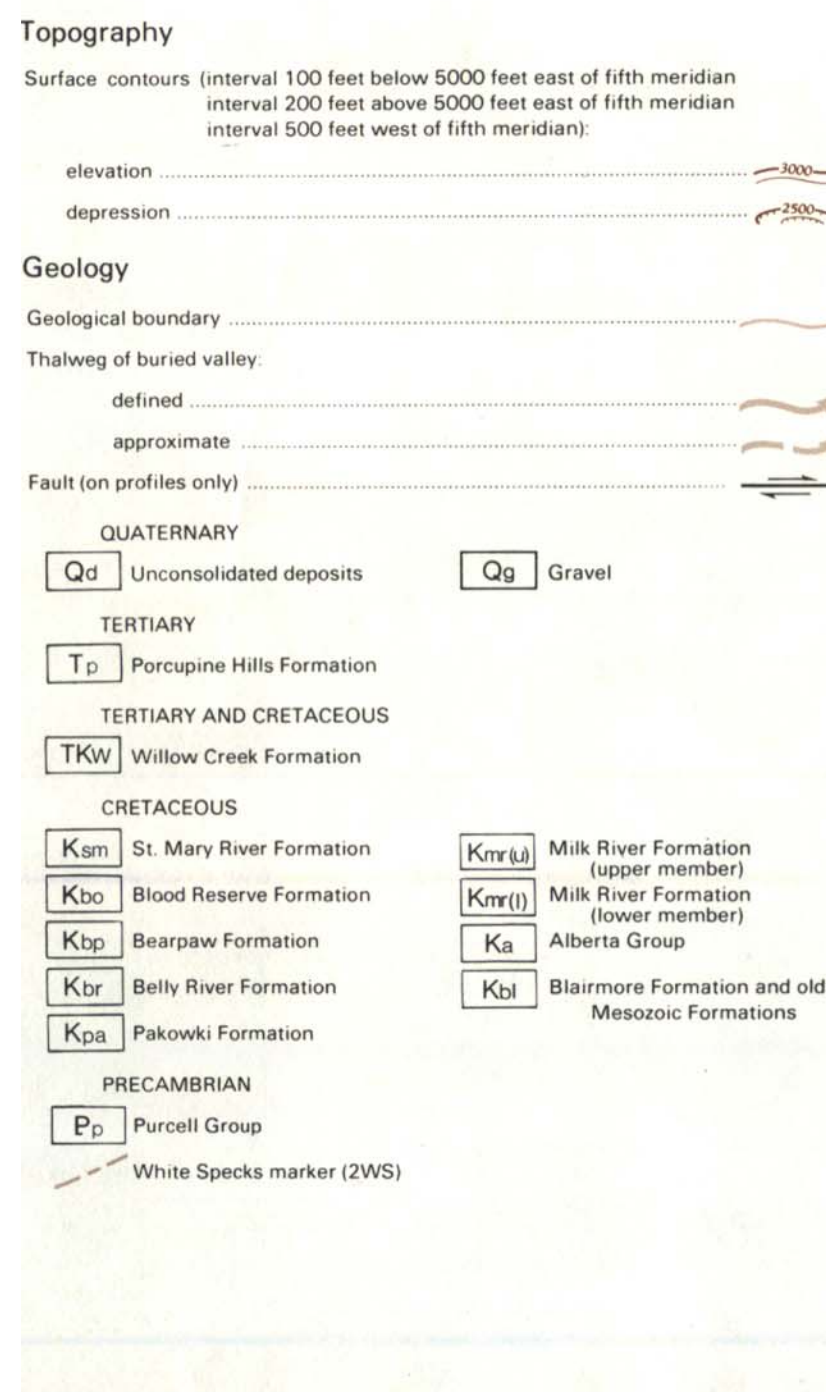 Topography
Surface contours (interval 100 feet below 5000 feet east of fifth meridian
interval 200 feet above 5000 feet east of fifth meridian
interval 500 feet west of fifth meridian):
elevation ... 3000
depression ... 2500
Geology
Geological boundary ...
Thalweg of buried valley:
defined ...
approximate ...
Fault (on profiles only) ...
QUATERNARY
Qd Unconsolidated deposits
Qg Gravel
TERTIARY
Tp Porcupine Hills Formation
TERTIARY AND CRETACEOUS
TKw Willow Creek Formation
CRETACEOUS
Ksm St. Mary River Formation
Kbo Blood Reserve Formation
Kbp Bearpaw Formation
Kbr Belly River Formation
Kpa Pakowki Formation
Kmr(u) Milk River Formation
(upper member)
Kmr(l) Milk River Formation
(lower member)
Ka Alberta Group
Kbl Blairmore Formation and old
Mesozoic Formations
PRECAMBRIAN
Pp Purcell Group
White Specks marker (2WS)